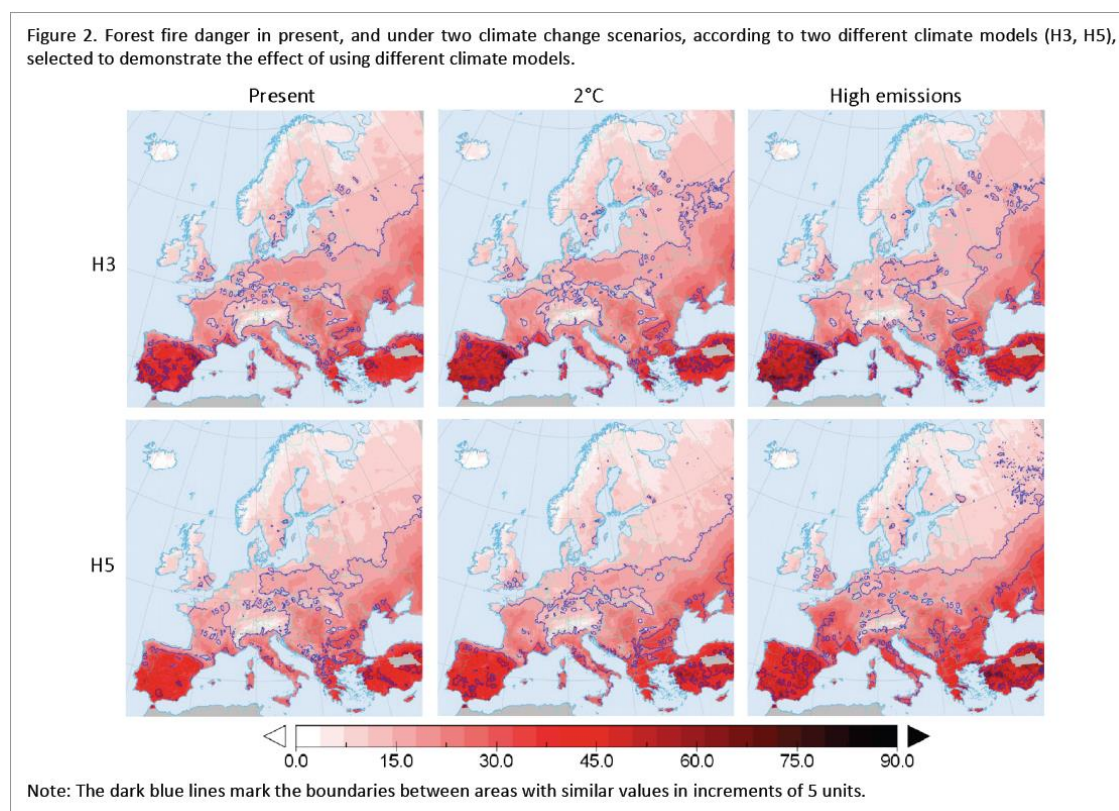 Figure 2. Forest fire danger in present, and under two climate change scenarios, according to two different climate models (H3, H5),
selected to demonstrate the effect of using different climate models.
Present 2°C High emissions
H3
H5
0.0 15.0 30.0 45.0 60.0 75.0 90.0
Note: The dark blue lines mark the boundaries between areas with similar values in increments of 5 units.